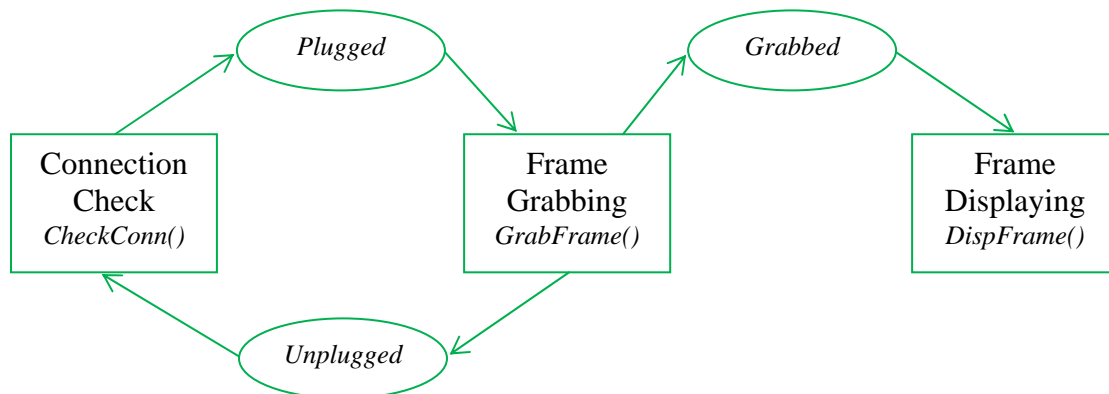 Plugged
Grabbed
Connection
Check
CheckConn()
Frame
Grabbing
GrabFrame()
Frame
Displaying
DispFrame()
Unplugged